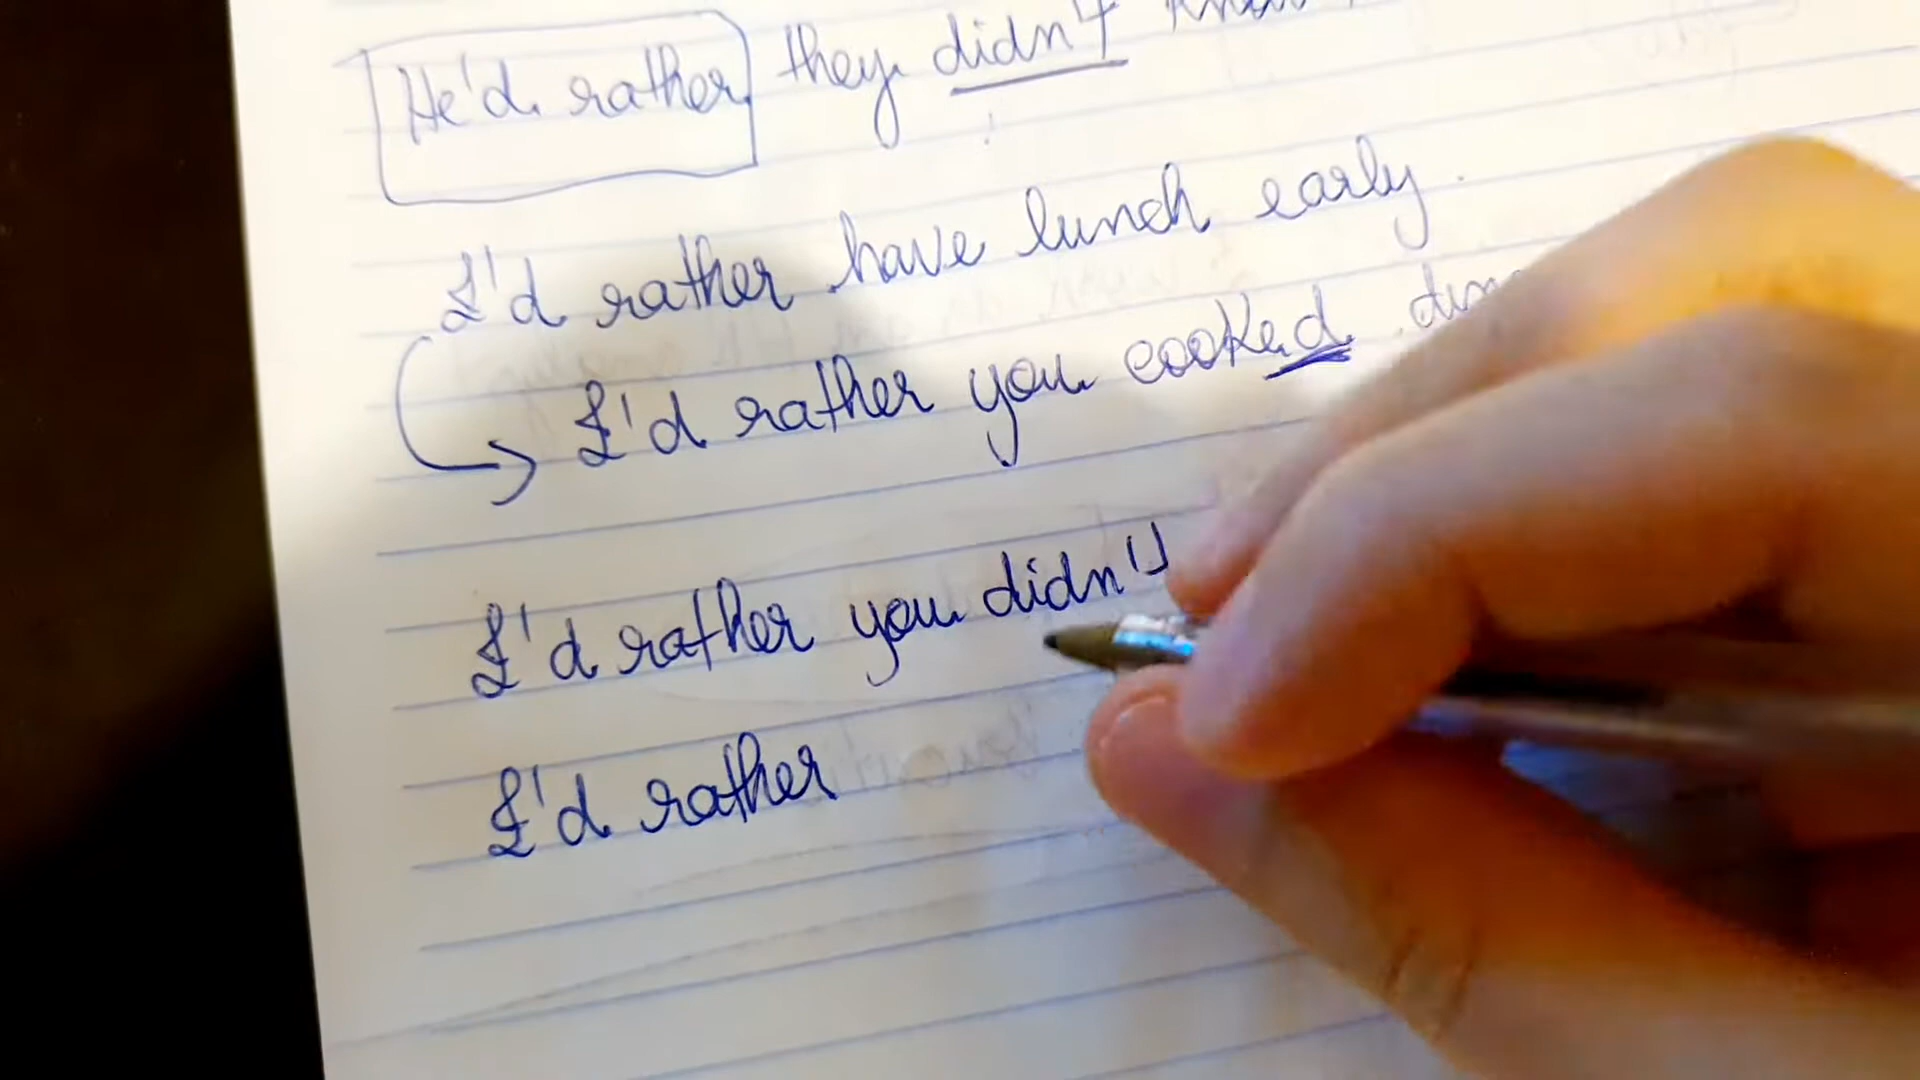 He'd rather they didn't
I'd rather have lunch early.
I'd rather you cooked
I'd rather you didn't
I'd rather